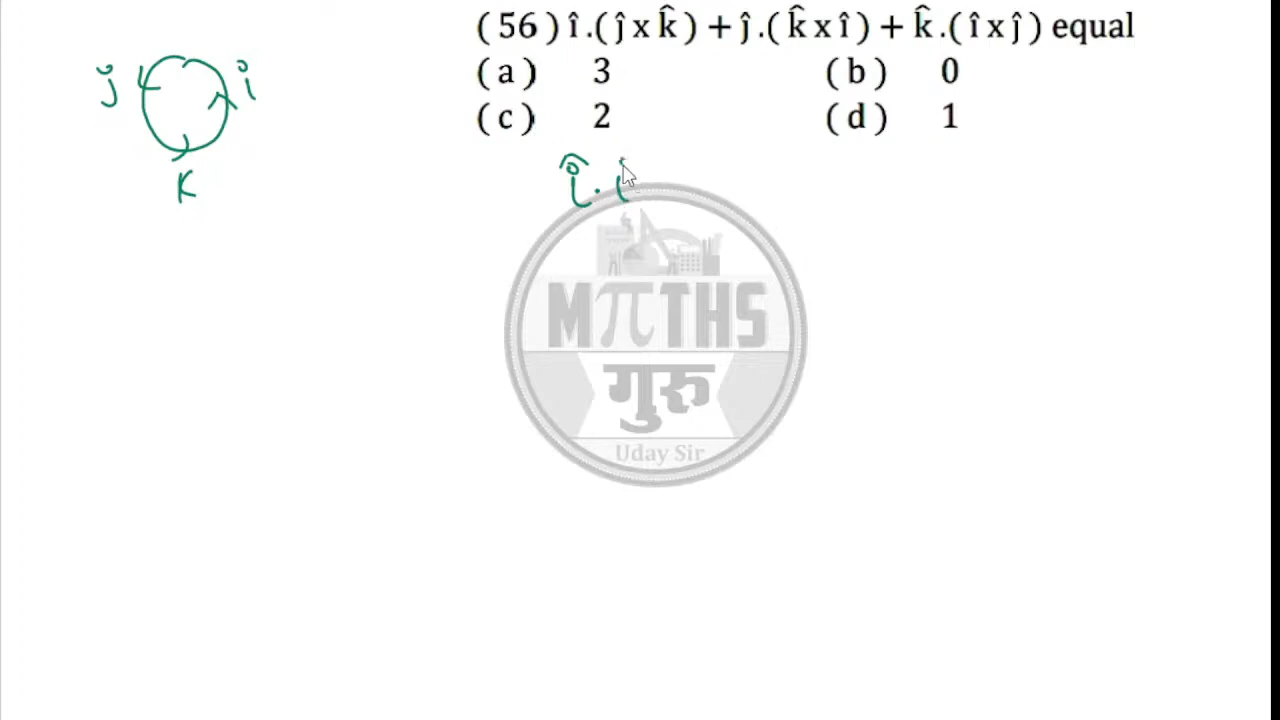 ( 56 ) î .( ĵ x k̂ ) + ĵ .( k̂ x î ) + k̂ .( î x ĵ ) equal
( a ) 3 ( b ) 0
( c ) 2 ( d ) 1
j i
k
î . i
MπTHS
गुरु
Uday Sir